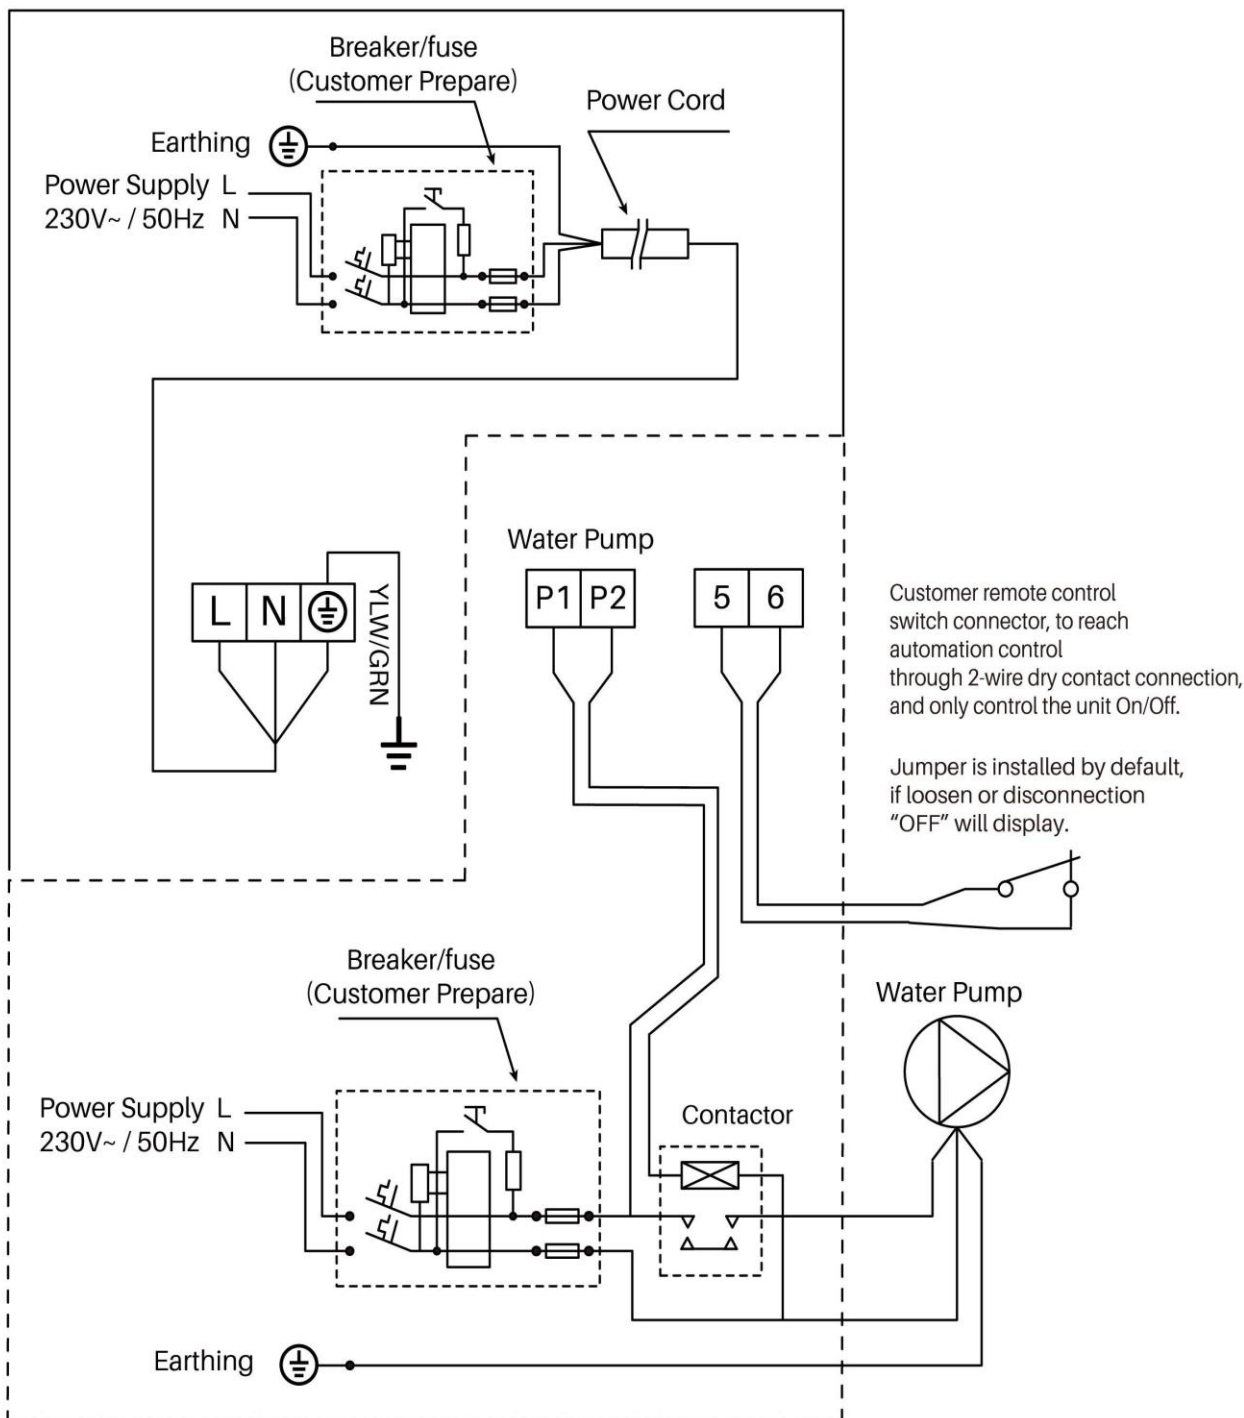 Breaker/fuse
(Customer Prepare)
Power Cord
Earthing
Power Supply L
230V~ / 50Hz N
Water Pump
L N
YLW/GRN
P1 P2
5 6
Customer remote control
switch connector, to reach
automation control
through 2-wire dry contact connection,
and only control the unit On/Off.
Jumper is installed by default,
if loosen or disconnection
“OFF” will display.
Breaker/fuse
(Customer Prepare)
Water Pump
Power Supply L
230V~ / 50Hz N
Contactor
Earthing